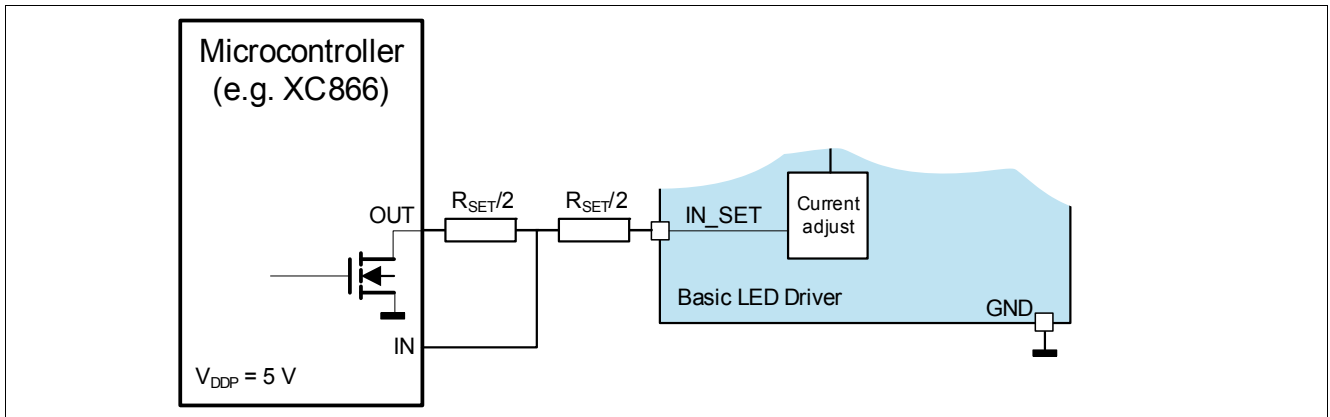 Microcontroller
(e.g. XC866)
OUT
R_SET/2
R_SET/2
IN_SET
Current
adjust
Basic LED Driver
GND
IN
V_DDP = 5 V